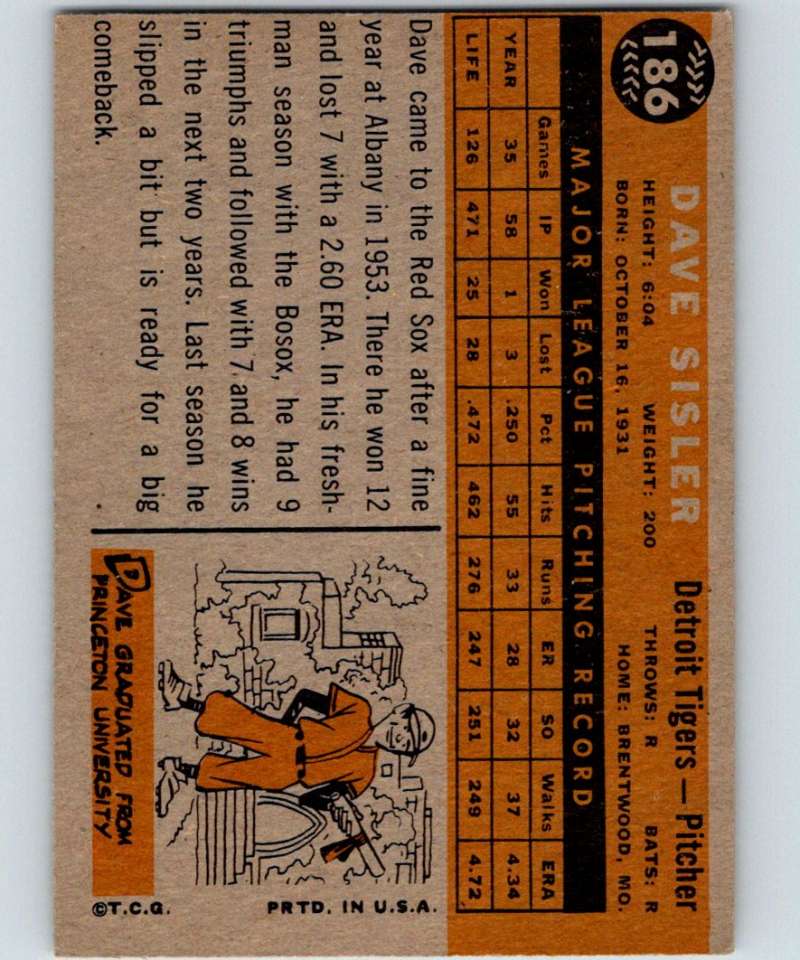 186
DAVE SISLER Detroit Tigers — Pitcher
HEIGHT: 6:04 WEIGHT: 200 THROWS: R BATS: R
BORN: OCTOBER 16, 1931 HOME: BRENTWOOD, MO.
MAJOR LEAGUE PITCHING RECORD
Games IP Won Lost Pct Hits Runs ER SO Walks ERA
YEAR 35 58 1 3 .250 55 33 28 32 37 4.34
LIFE 126 471 25 28 .472 462 276 247 251 249 4.72
Dave came to the Red Sox after a fine
year at Albany in 1953. There he won 12
and lost 7 with a 2.60 ERA. In his fresh-
man season with the Bosox, he had 9
triumphs and followed with 7 and 8 wins
in the next two years. Last season he
slipped a bit but is ready for a big
comeback.
DAVE GRADUATED FROM
PRINCETON UNIVERSITY
©T.C.G. PRTD. IN U.S.A.